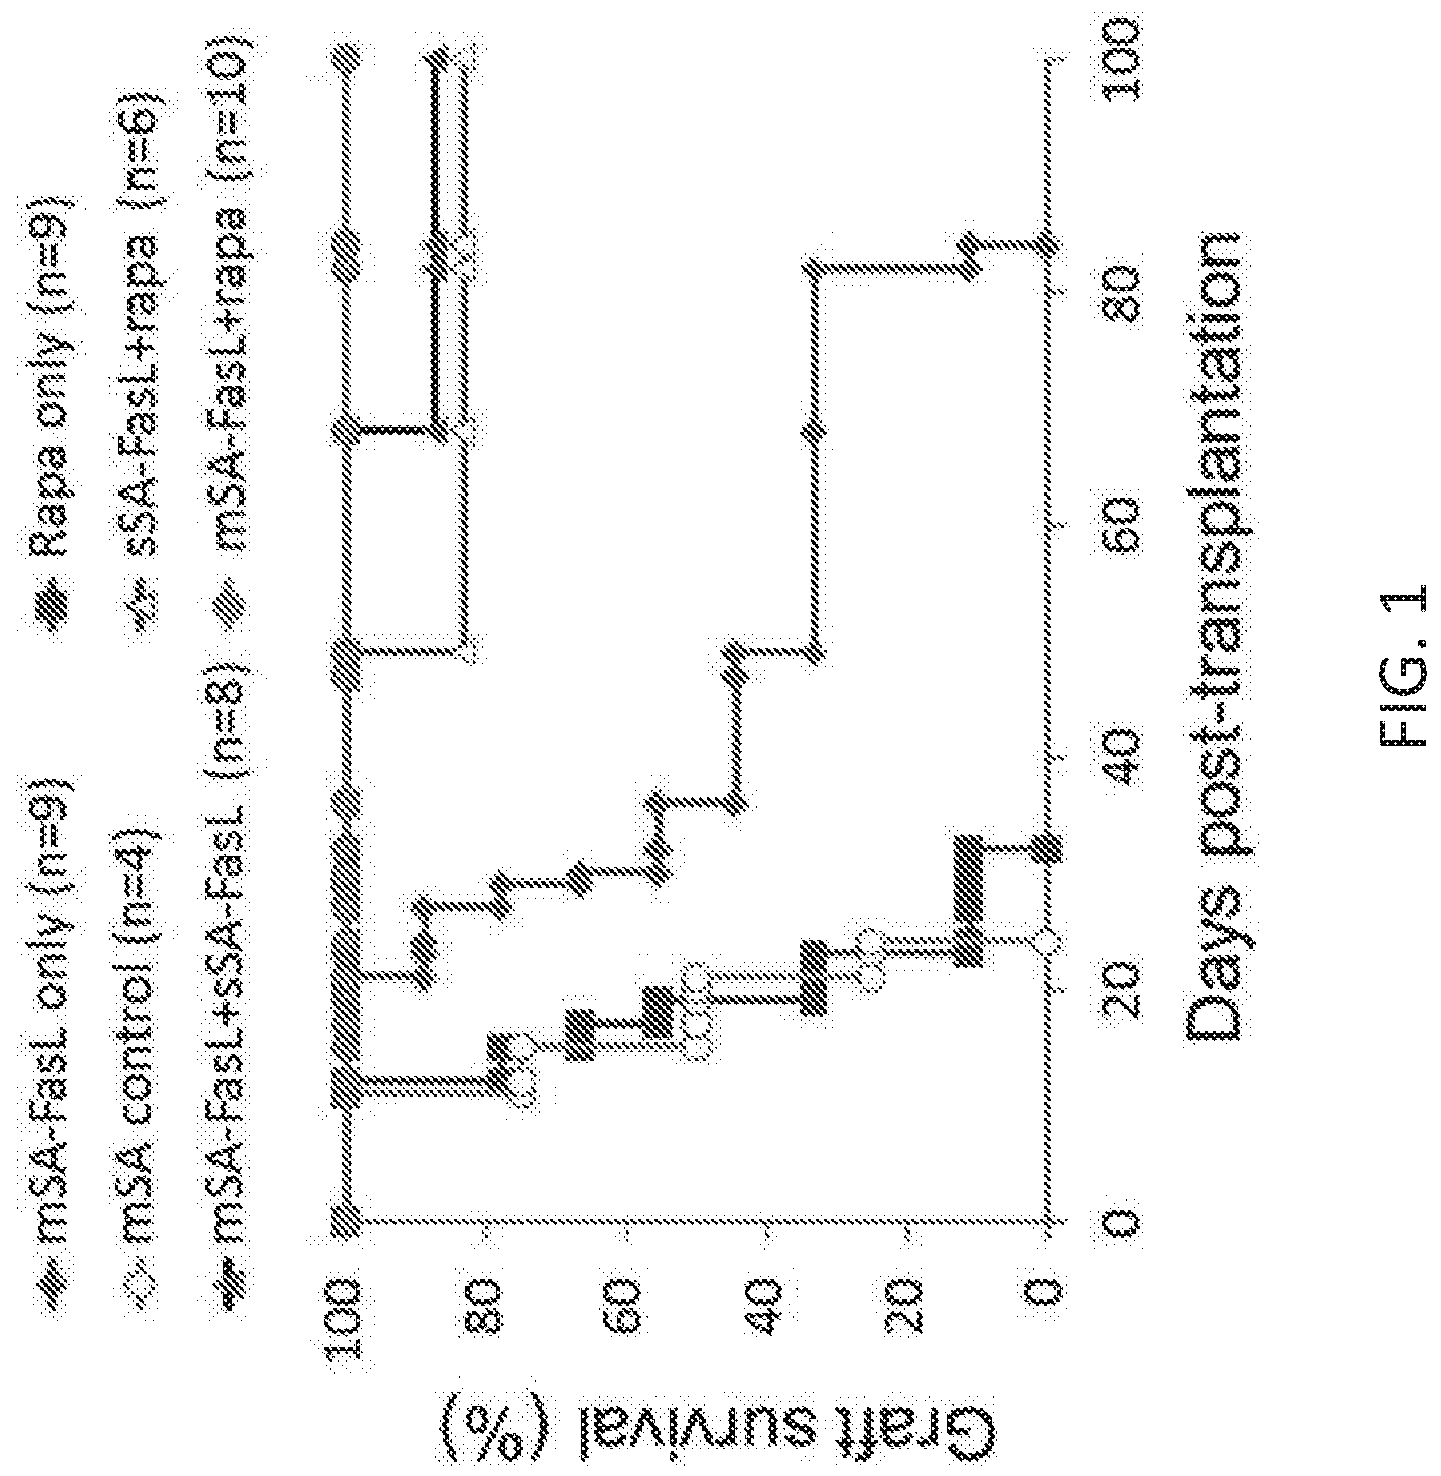 mSA-FasL only (n=9) Rapa only (n=9)
mSA control (n=4) sSA-FasL+rapa (n=6)
mSA-FasL+sSA-FasL (n=8) mSA-FasL+rapa (n=10)
Graft survival (%)
100
80
60
40
20
0
0 20 40 60 80 100
Days post-transplantation
FIG. 1